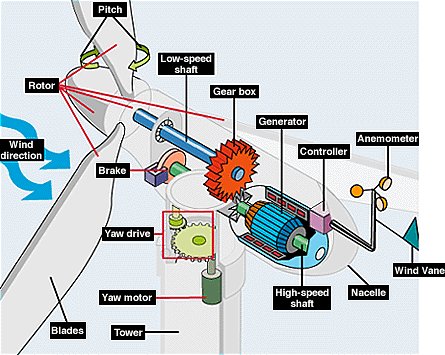 Pitch
Low-speed
shaft
Rotor
Gear box
Generator
Anemometer
Controller
Wind
direction
Brake
Yaw drive
Wind Vane
Yaw motor
High-speed
shaft
Nacelle
Blades
Tower